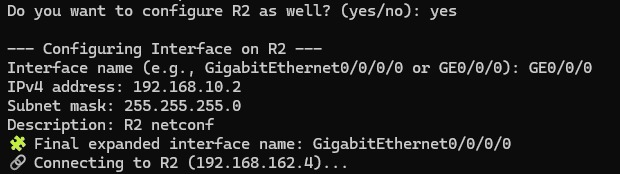 Do you want to configure R2 as well? (yes/no): yes
--- Configuring Interface on R2 ---
Interface name (e.g., GigabitEthernet0/0/0/0 or GE0/0/0): GE0/0/0
IPv4 address: 192.168.10.2
Subnet mask: 255.255.255.0
Description: R2 netconf
🧩 Final expanded interface name: GigabitEthernet0/0/0/0
🔗 Connecting to R2 (192.168.162.4)...